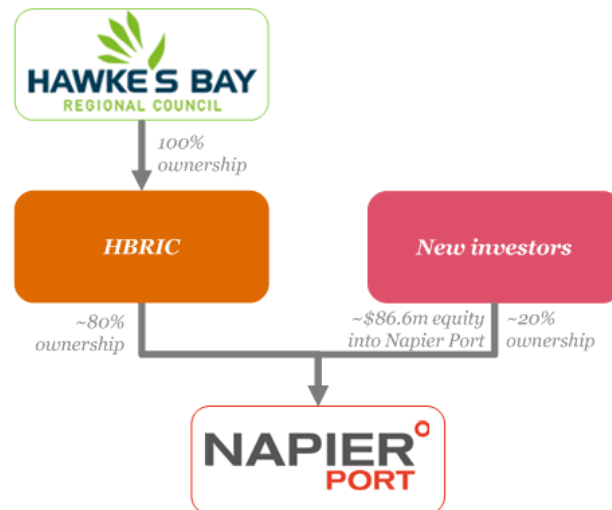 HAWKE'S BAY
REGIONAL COUNCIL
100%
ownership
HBRIC
New investors
~80%
ownership
~$86.6m equity
into Napier Port
~20%
ownership
NAPIER
PORT